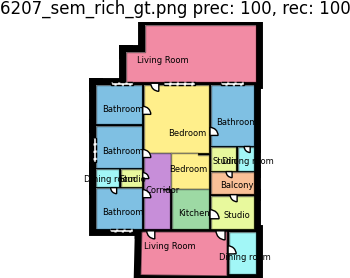 6207_sem_rich_gt.png prec: 100, rec: 100
Living Room
Bathroom
Bathroom
Bedroom
Bathroom
Studio
Dining room
Bedroom
Dining room
Studio
Corridor
Balcony
Bathroom
Kitchen
Studio
Living Room
Dining room